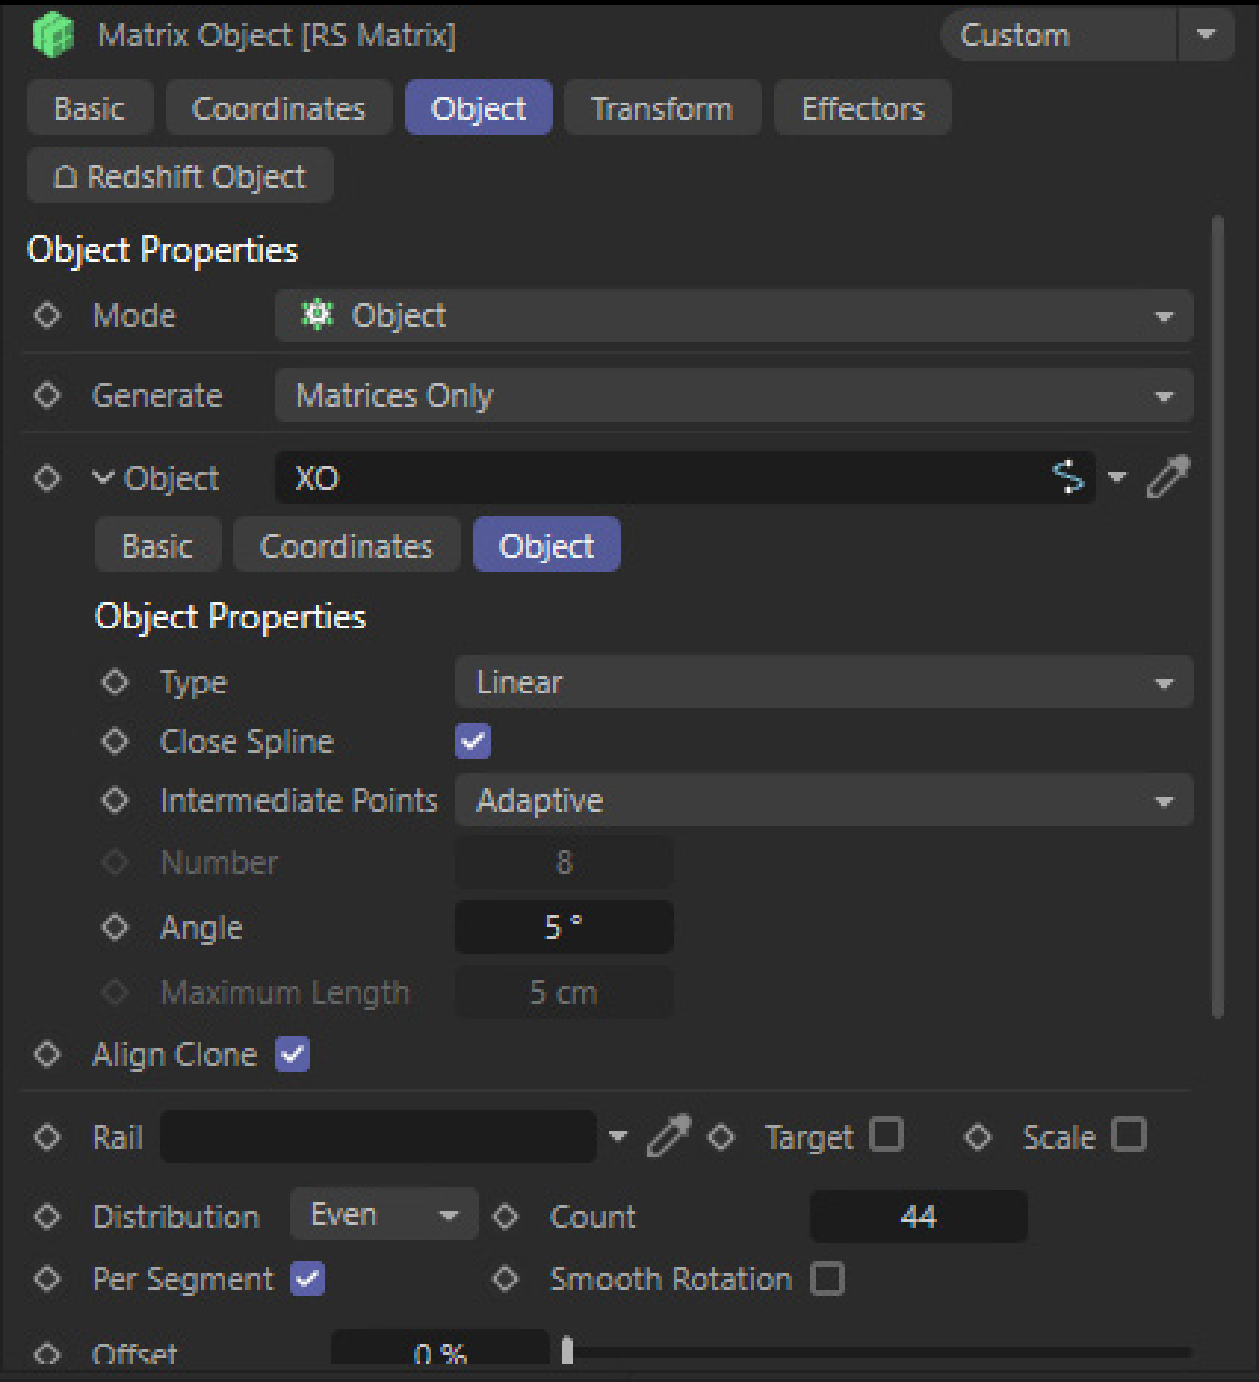 Matrix Object [RS Matrix] Custom
Basic Coordinates Object Transform Effectors
Redshift Object
Object Properties
Mode Object
Generate Matrices Only
Object XO
Basic Coordinates Object
Object Properties
Type Linear
Close Spline
Intermediate Points Adaptive
Number 8
Angle 5 °
Maximum Length 5 cm
Align Clone
Rail Target Scale
Distribution Even Count 44
Per Segment Smooth Rotation
Offset 0 %